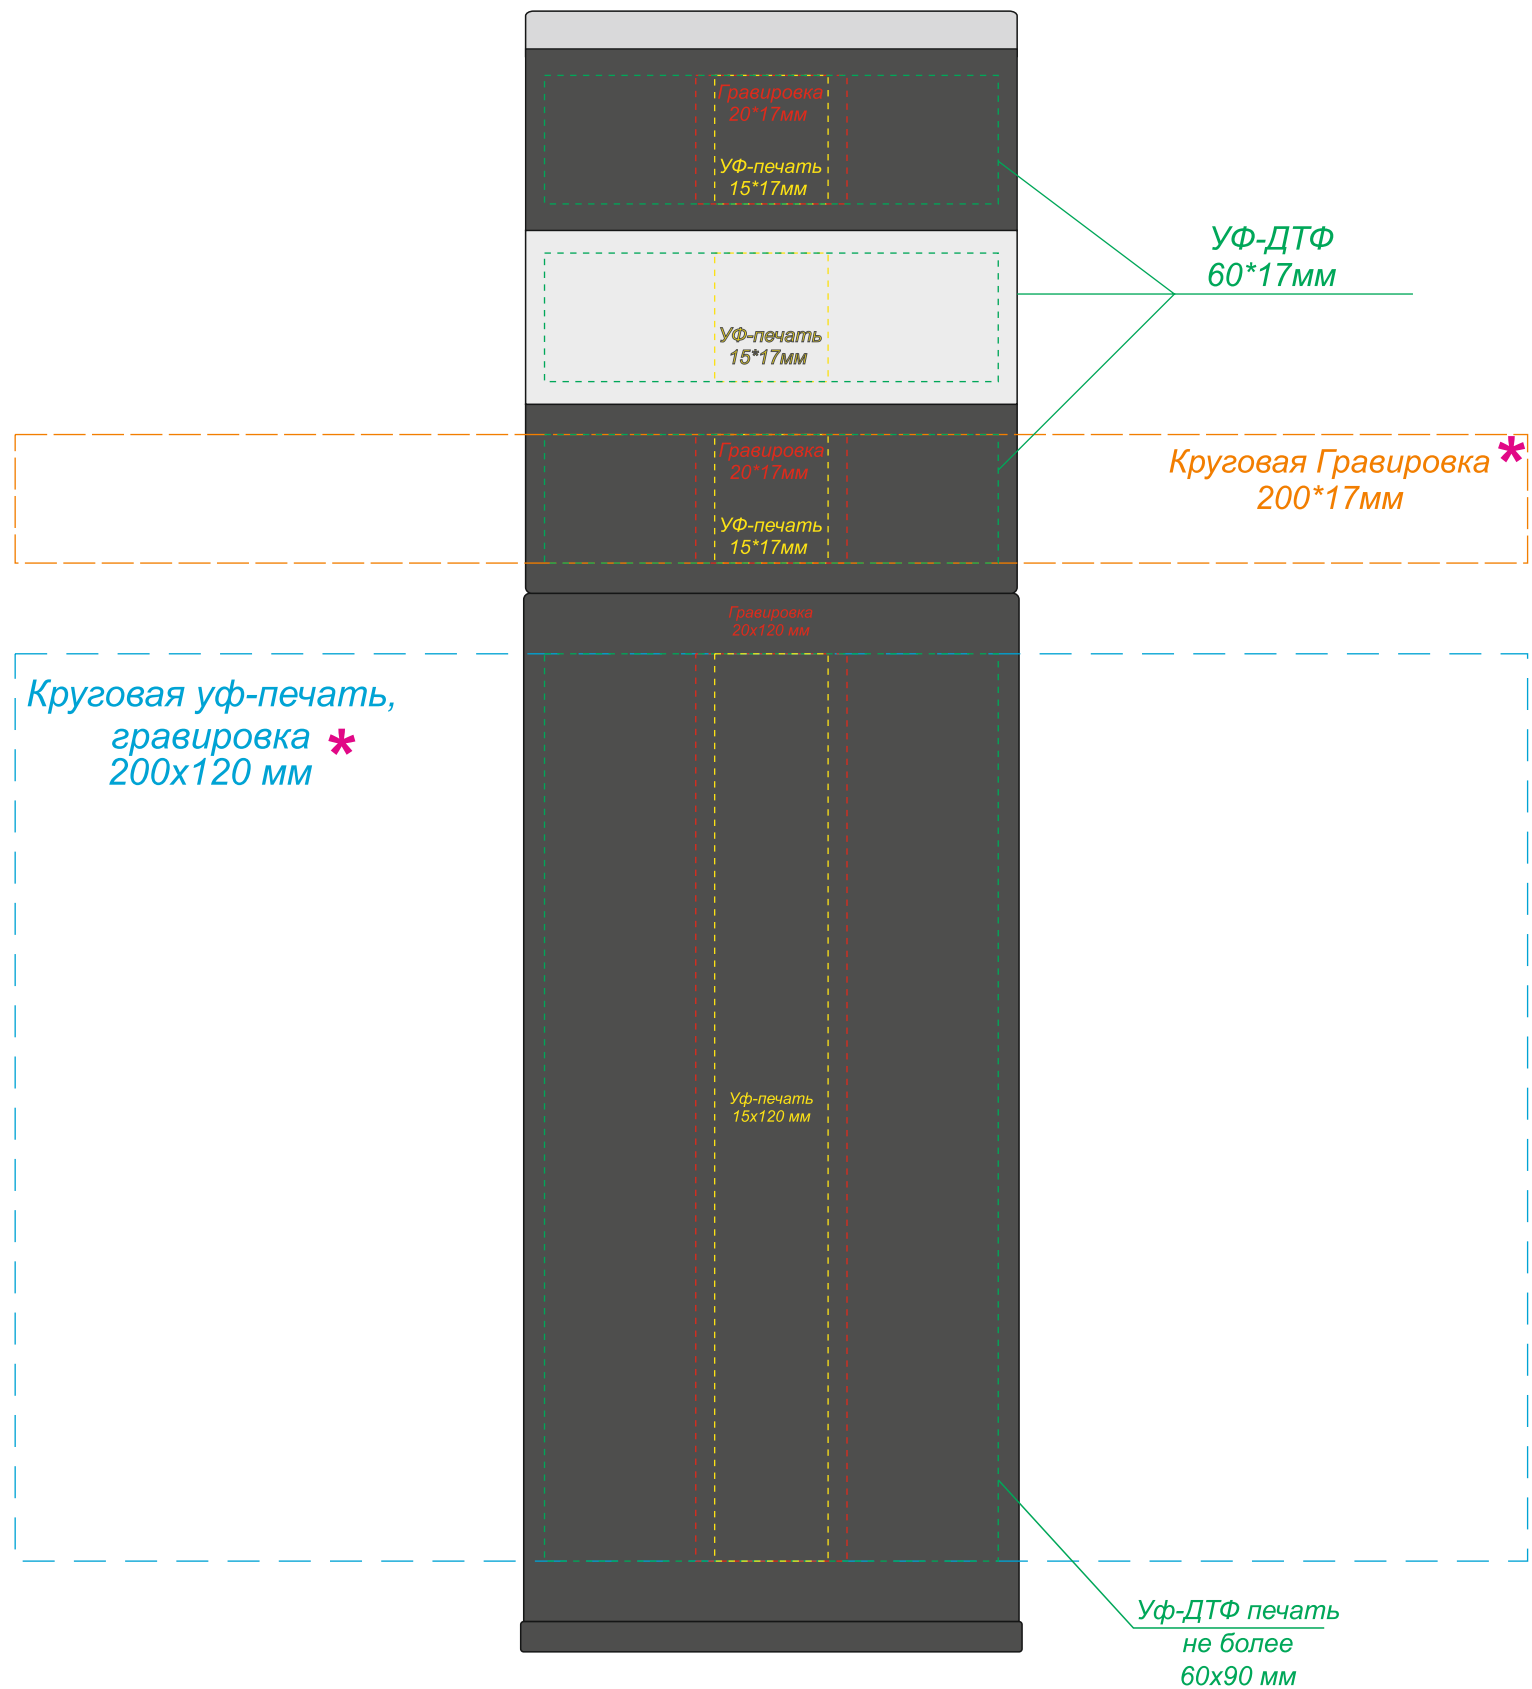 Гравировка
20*17мм
УФ-печать
15*17мм
УФ-ДТФ
60*17мм
УФ-печать
15*17мм
Гравировка
20*17мм
УФ-печать
15*17мм
Круговая Гравировка *
200*17мм
Гравировка
20х120 мм
Круговая уф-печать,
гравировка *
200х120 мм
Уф-печать
15х120 мм
Уф-ДТФ печать
не более
60х90 мм